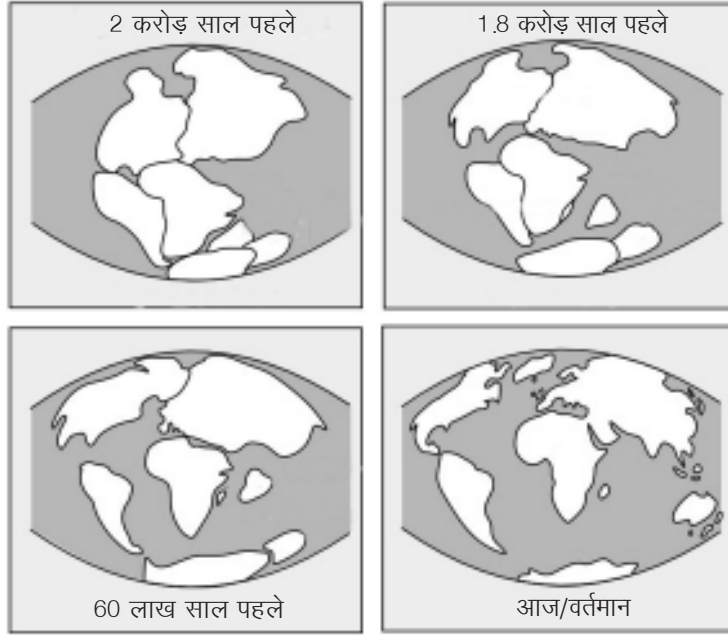 2 करोड़ साल पहले
1.8 करोड़ साल पहले
60 लाख साल पहले
आज/वर्तमान